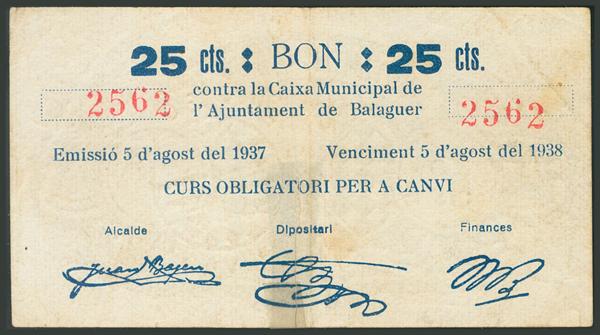 25 cts. : BON : 25 cts.
contra la Caixa Municipal de
l'Ajuntament de Balaguer
2562
2562
Emissió 5 d'agost del 1937
Venciment 5 d'agost del 1938
CURS OBLIGATORI PER A CANVI
Alcalde
Dipositari
Finances